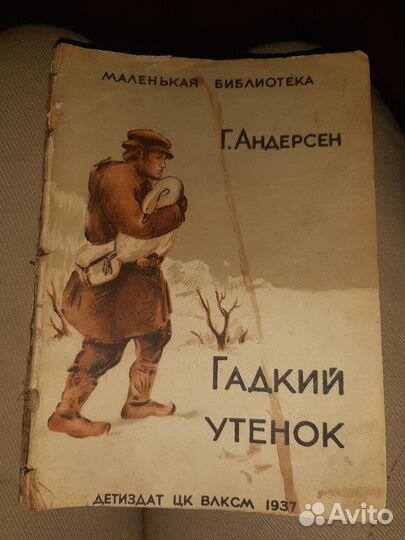 МАЛЕНЬКАЯ БИБЛИОТЕКА
Г. АНДЕРСЕН
ГАДКИЙ
УТЕНОК
ДЕТИЗДАТ ЦК ВЛКСМ 1937
Avito